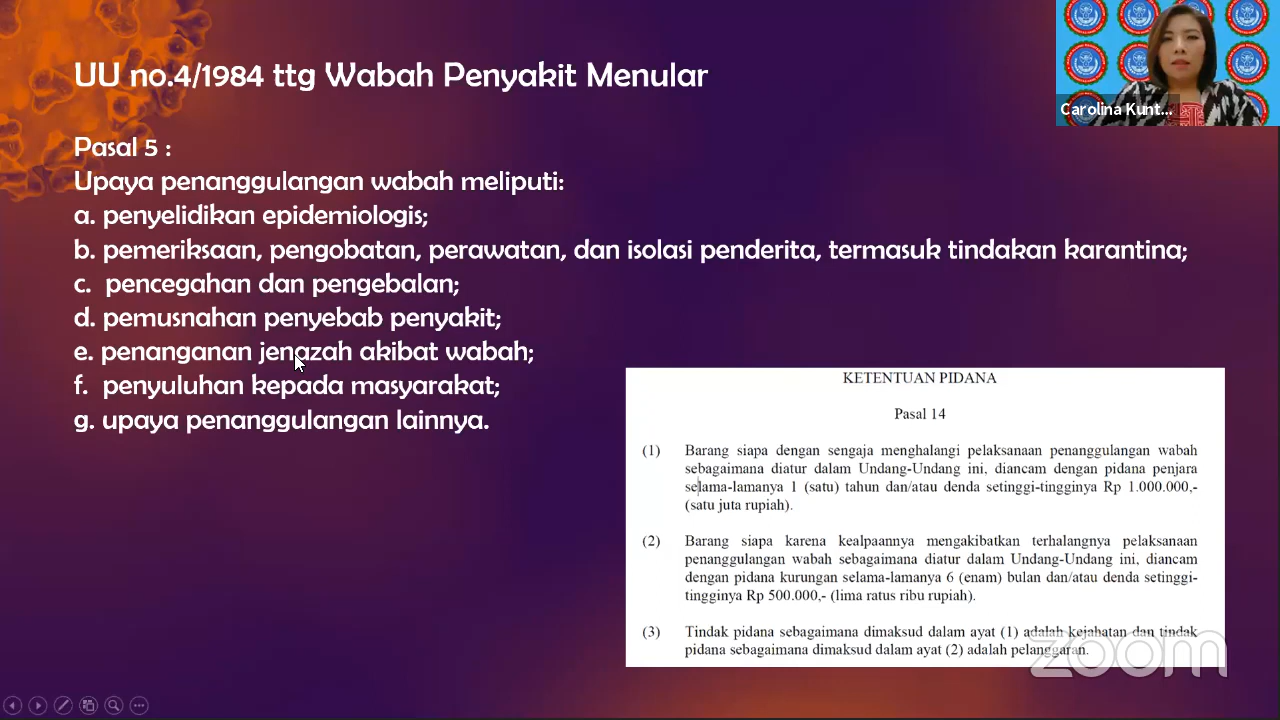 UU no.4/1984 ttg Wabah Penyakit Menular
Carolina Kunt...
Pasal 5 :
Upaya penanggulangan wabah meliputi:
a. penyelidikan epidemiologis;
b. pemeriksaan, pengobatan, perawatan, dan isolasi penderita, termasuk tindakan karantina;
c. pencegahan dan pengebalan;
d. pemusnahan penyebab penyakit;
e. penanganan jenazah akibat wabah;
f. penyuluhan kepada masyarakat;
g. upaya penanggulangan lainnya.
KETENTUAN PIDANA
Pasal 14
(1) Barang siapa dengan sengaja menghalangi pelaksanaan penanggulangan wabah
sebagaimana diatur dalam Undang-Undang ini, diancam dengan pidana penjara
selama-lamanya 1 (satu) tahun dan/atau denda setinggi-tingginya Rp 1.000.000,-
(satu juta rupiah).
(2) Barang siapa karena kealpaannya mengakibatkan terhalangnya pelaksanaan
penanggulangan wabah sebagaimana diatur dalam Undang-Undang ini, diancam
dengan pidana kurungan selama-lamanya 6 (enam) bulan dan/atau denda setinggi-
tingginya Rp 500.000,- (lima ratus ribu rupiah).
(3) Tindak pidana sebagaimana dimaksud dalam ayat (1) adalah kejahatan dan tindak
pidana sebagaimana dimaksud dalam ayat (2) adalah pelanggaran.
zoom